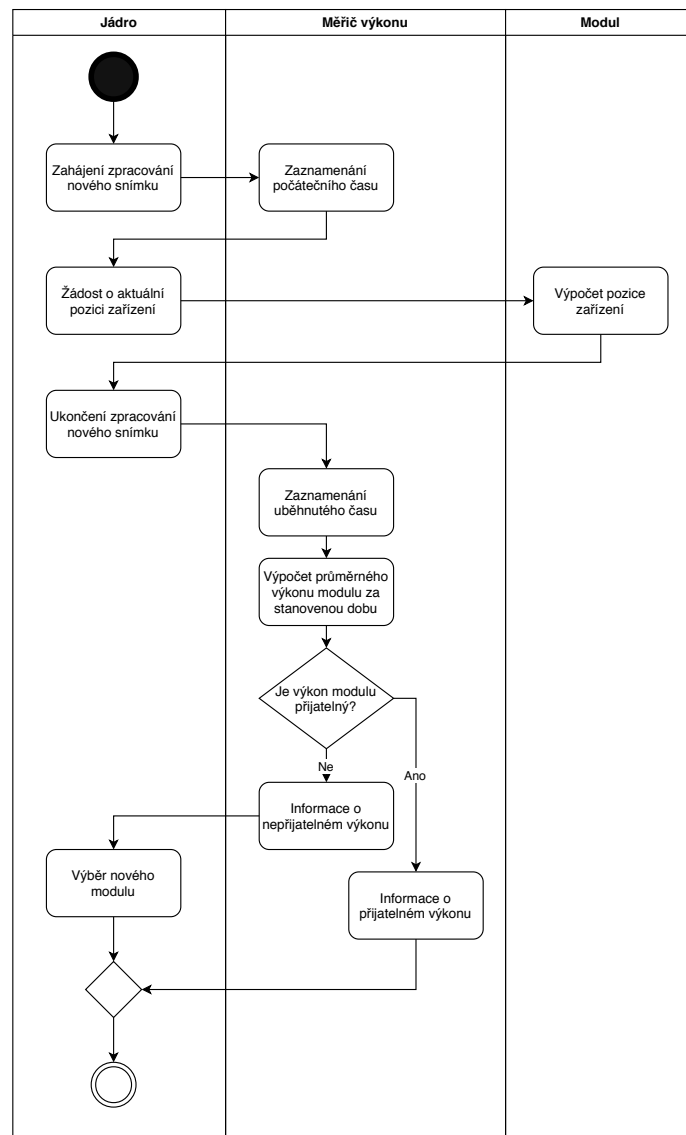 Jádro
Měřič výkonu
Modul
Zahájení zpracování
nového snímku
Zaznamenání
počátečního času
Žádost o aktuální
pozici zařízení
Výpočet pozice
zařízení
Ukončení zpracování
nového snímku
Zaznamenání
uběhnutého času
Výpočet průměrného
výkonu modulu za
stanovenou dobu
Je výkon modulu
přijatelný?
Ne
Ano
Informace o
nepřijatelném výkonu
Výběr nového
modulu
Informace o
přijatelném výkonu